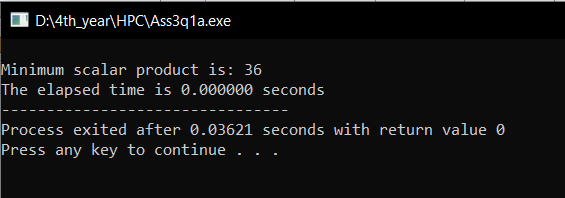 D:\4th_year\HPC\Ass3q1a.exe
Minimum scalar product is: 36
The elapsed time is 0.000000 seconds
--------------------------------
Process exited after 0.03621 seconds with return value 0
Press any key to continue . . .